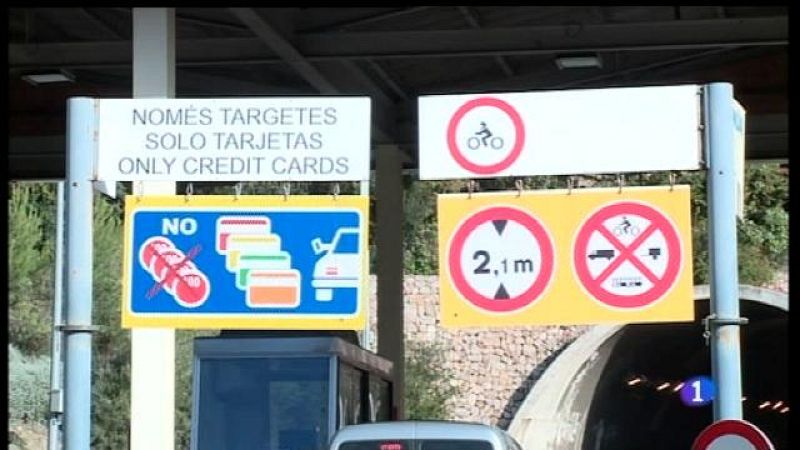 NOMÉS TARGETES
SOLO TARJETAS
ONLY CREDIT CARDS
NO
2,1 m
1